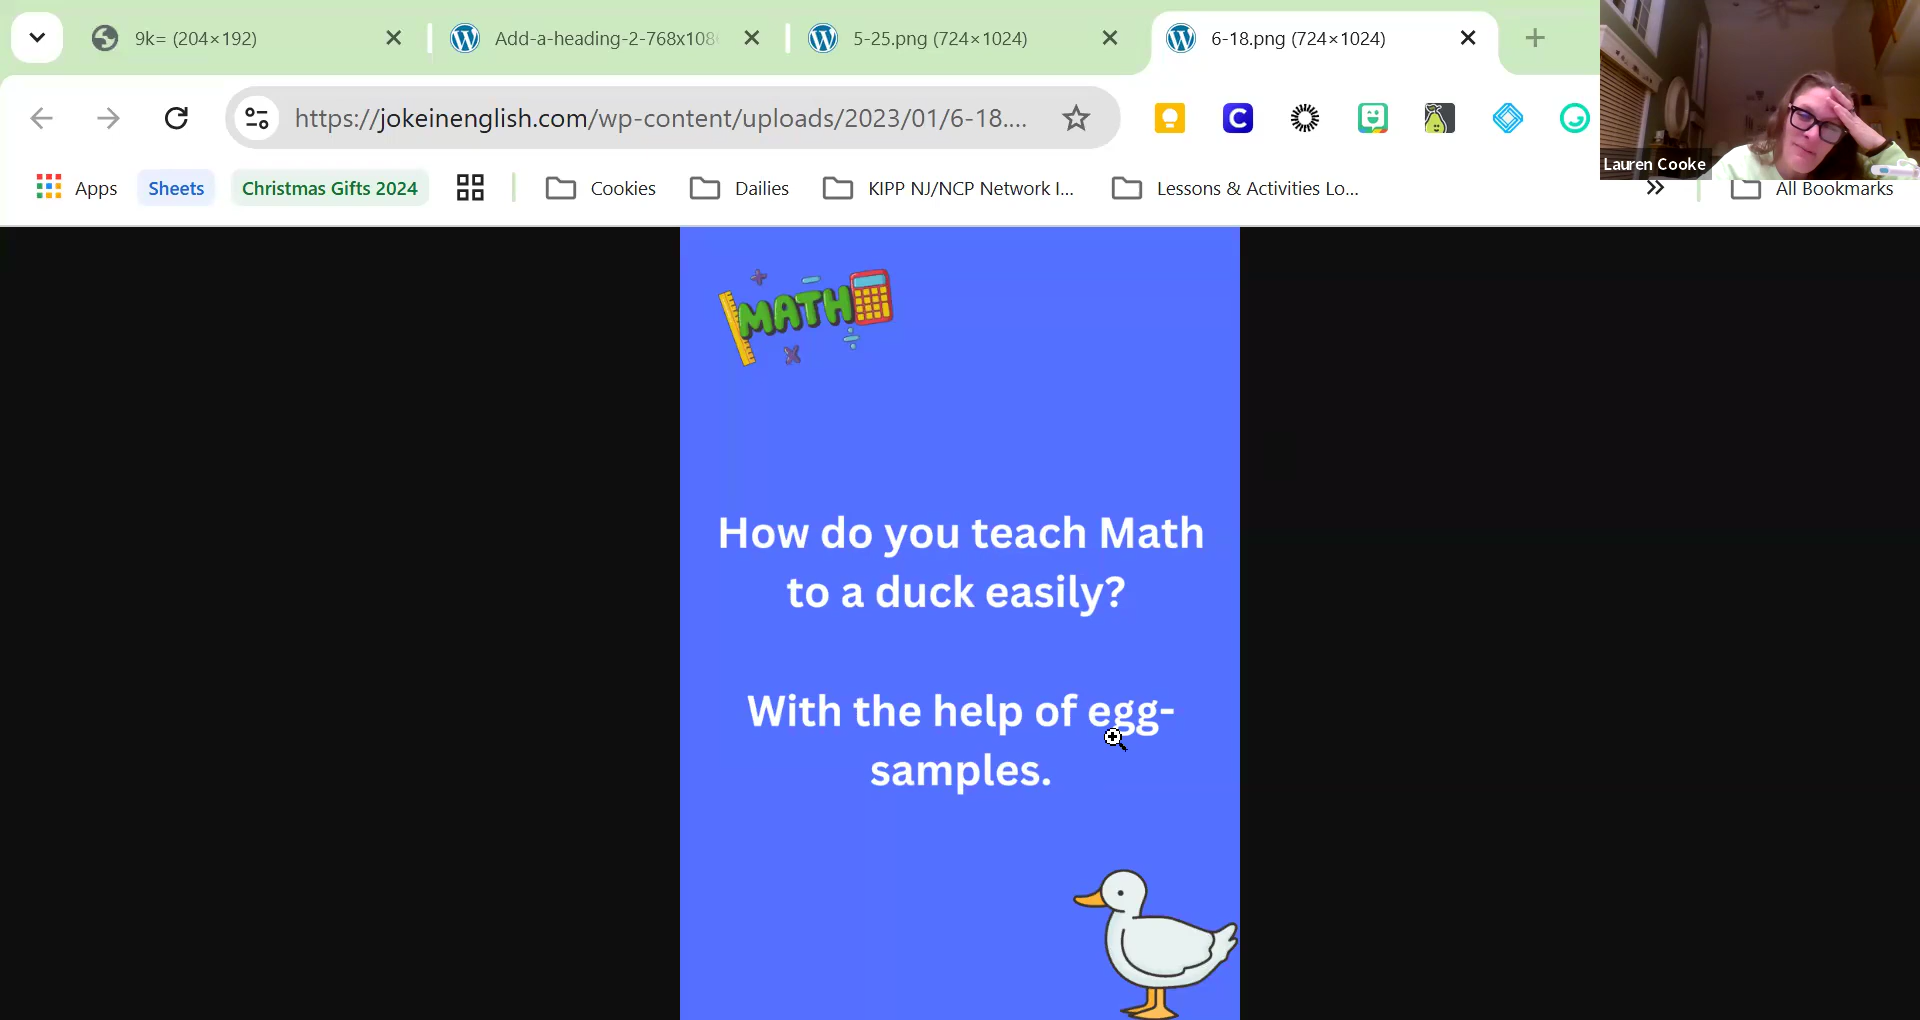 9k= (204×192)
Add-a-heading-2-768x108
5-25.png (724×1024)
6-18.png (724×1024)
https://jokeinenglish.com/wp-content/uploads/2023/01/6-18....
Lauren Cooke
Apps
Sheets
Christmas Gifts 2024
Cookies
Dailies
KIPP NJ/NCP Network I...
Lessons & Activities Lo...
All Bookmarks
MATH
How do you teach Math
to a duck easily?
With the help of egg-
samples.